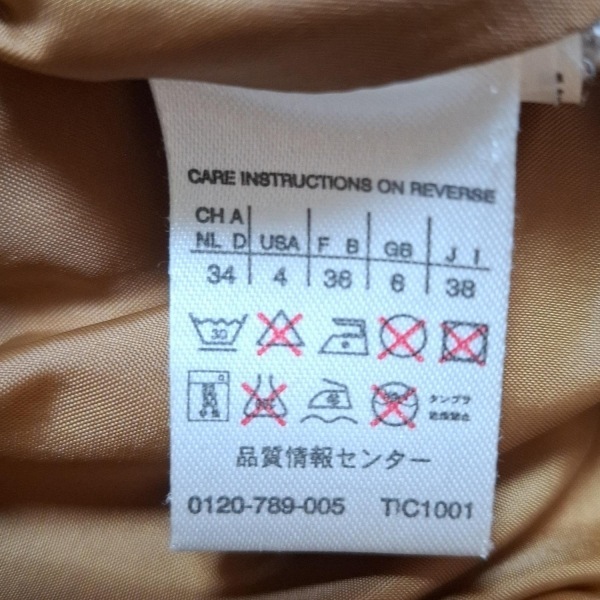 CARE INSTRUCTIONS ON REVERSE
CH A
NL D USA F B GB J I
34 4 36 6 38
30
タンブラ
乾燥禁止
品質情報センター
0120-789-005 TIC1001